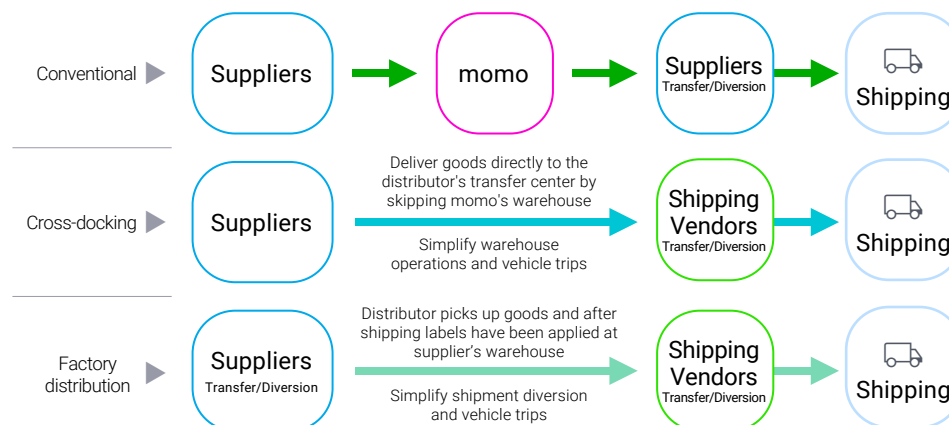 Conventional
Suppliers
momo
Suppliers
Transfer/Diversion
Shipping
Cross-docking
Suppliers
Deliver goods directly to the
distributor's transfer center by
skipping momo's warehouse
Simplify warehouse
operations and vehicle trips
Shipping
Vendors
Transfer/Diversion
Shipping
Factory
distribution
Suppliers
Transfer/Diversion
Distributor picks up goods and after
shipping labels have been applied at
supplier's warehouse
Simplify shipment diversion
and vehicle trips
Shipping
Vendors
Transfer/Diversion
Shipping